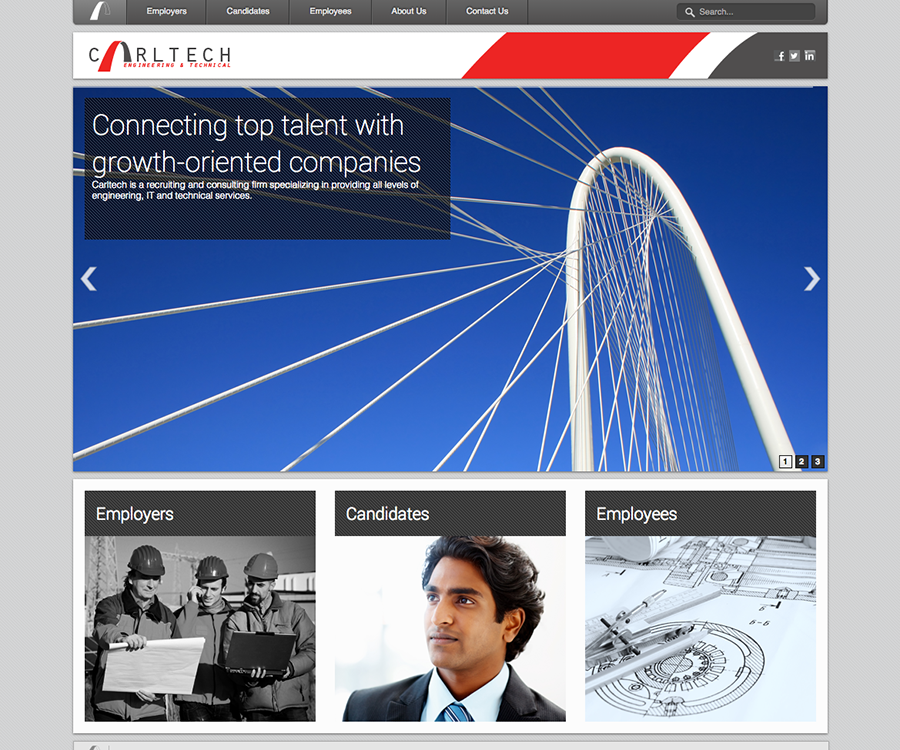 Employers
Candidates
Employees
About Us
Contact Us
Search...
CARLTECH
ENGINEERING & TECHNICAL
f
in
Connecting top talent with
growth-oriented companies
Carltech is a recruiting and consulting firm specializing in providing all levels of
engineering, IT and technical services.
1 2 3
Employers
Candidates
Employees